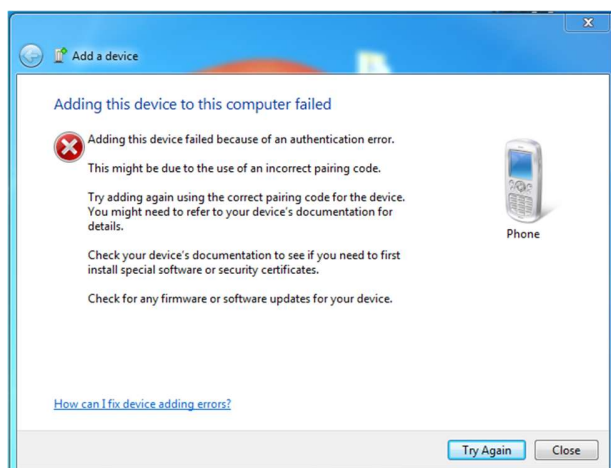 Add a device
Adding this device to this computer failed
Adding this device failed because of an authentication error.
This might be due to the use of an incorrect pairing code.
Try adding again using the correct pairing code for the device.
You might need to refer to your device's documentation for
details.
Check your device's documentation to see if you need to first
install special software or security certificates.
Check for any firmware or software updates for your device.
Phone
How can I fix device adding errors?
Try Again
Close